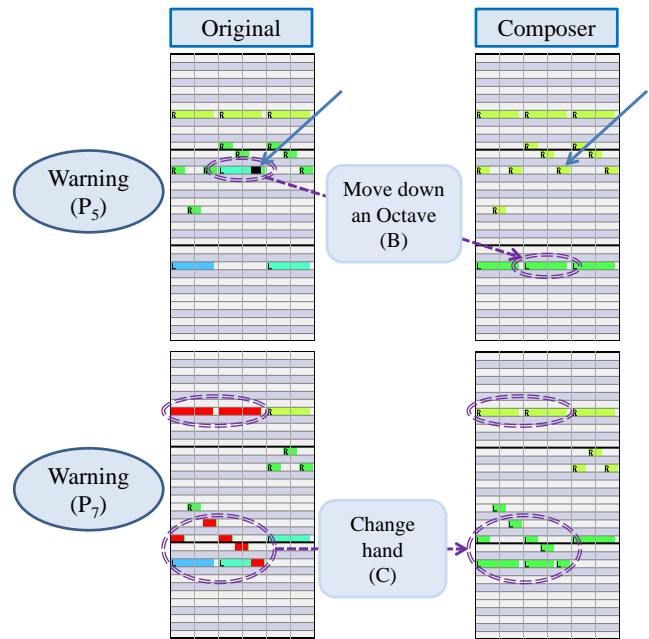 Original
R R R
R R
R R
R R L R
R
L L
Composer
R R R
R R
R R
R R R R
R
L L L
Warning
(P5)
Move down
an Octave
(B)
R
R
R R
R
L L
R R R
R
R R
L
L
L L L
L
L L L
Warning
(P7)
Change
hand
(C)